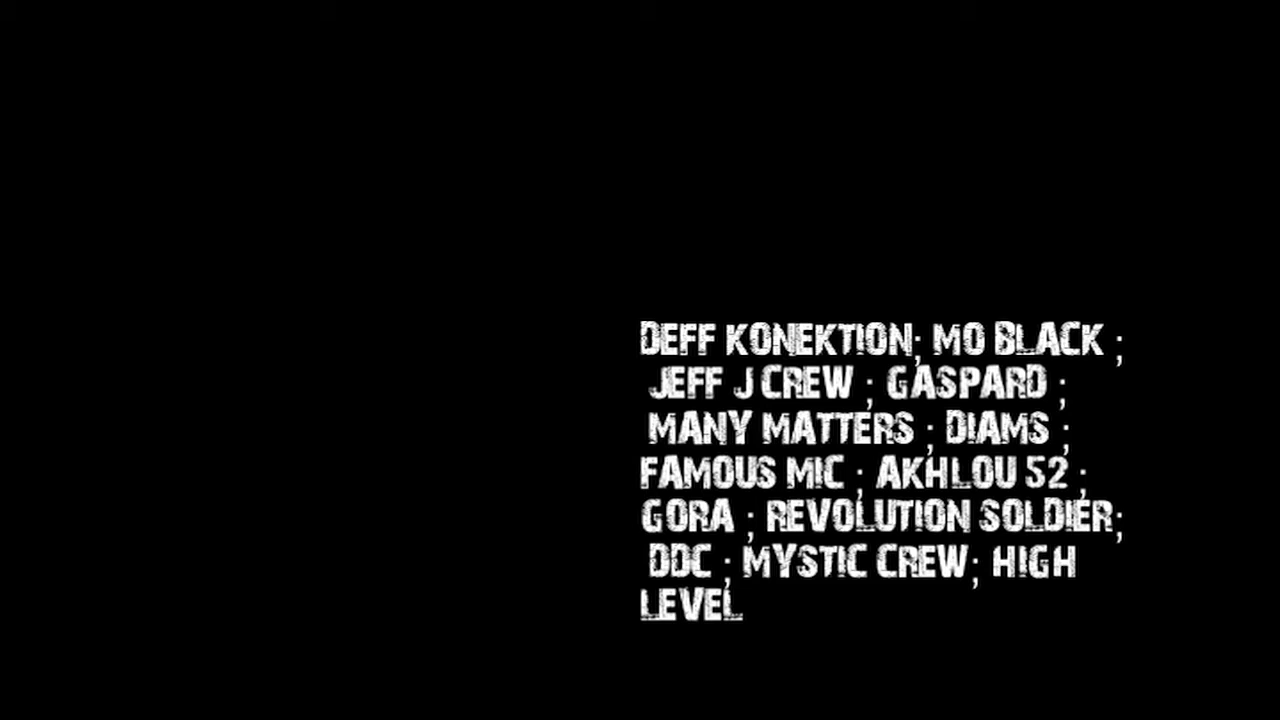 DEFF KONEKTION; MO BLACK ;
JEFF J CREW ; GASPARD ;
MANY MATTERS ; DIAMS ;
FAMOUS MIC ; AKHLOU 52 ;
GORA ; REVOLUTION SOLDIER;
DDC ; MYSTIC CREW; HIGH
LEVEL